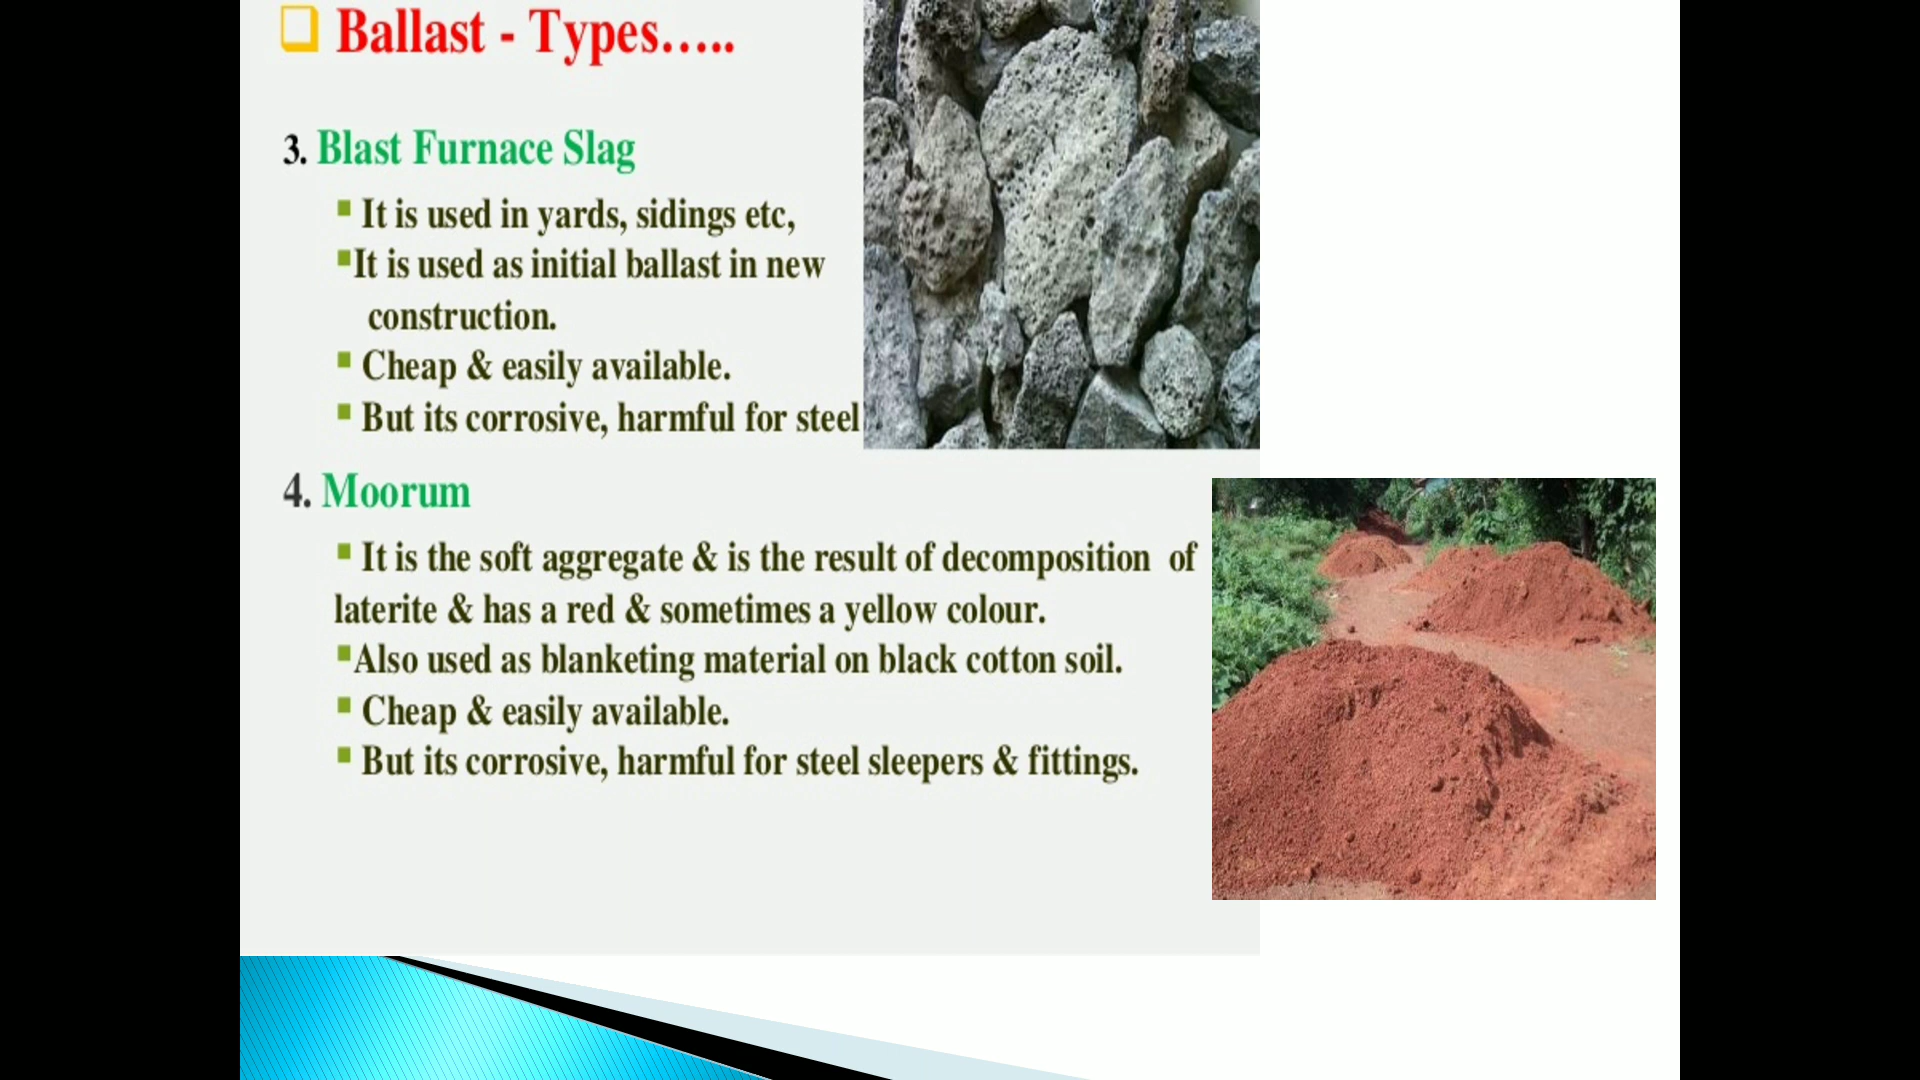 Ballast - Types.....
3. Blast Furnace Slag
It is used in yards, sidings etc,
It is used as initial ballast in new
construction.
Cheap & easily available.
But its corrosive, harmful for steel
4. Moorum
It is the soft aggregate & is the result of decomposition of
laterite & has a red & sometimes a yellow colour.
Also used as blanketing material on black cotton soil.
Cheap & easily available.
But its corrosive, harmful for steel sleepers & fittings.